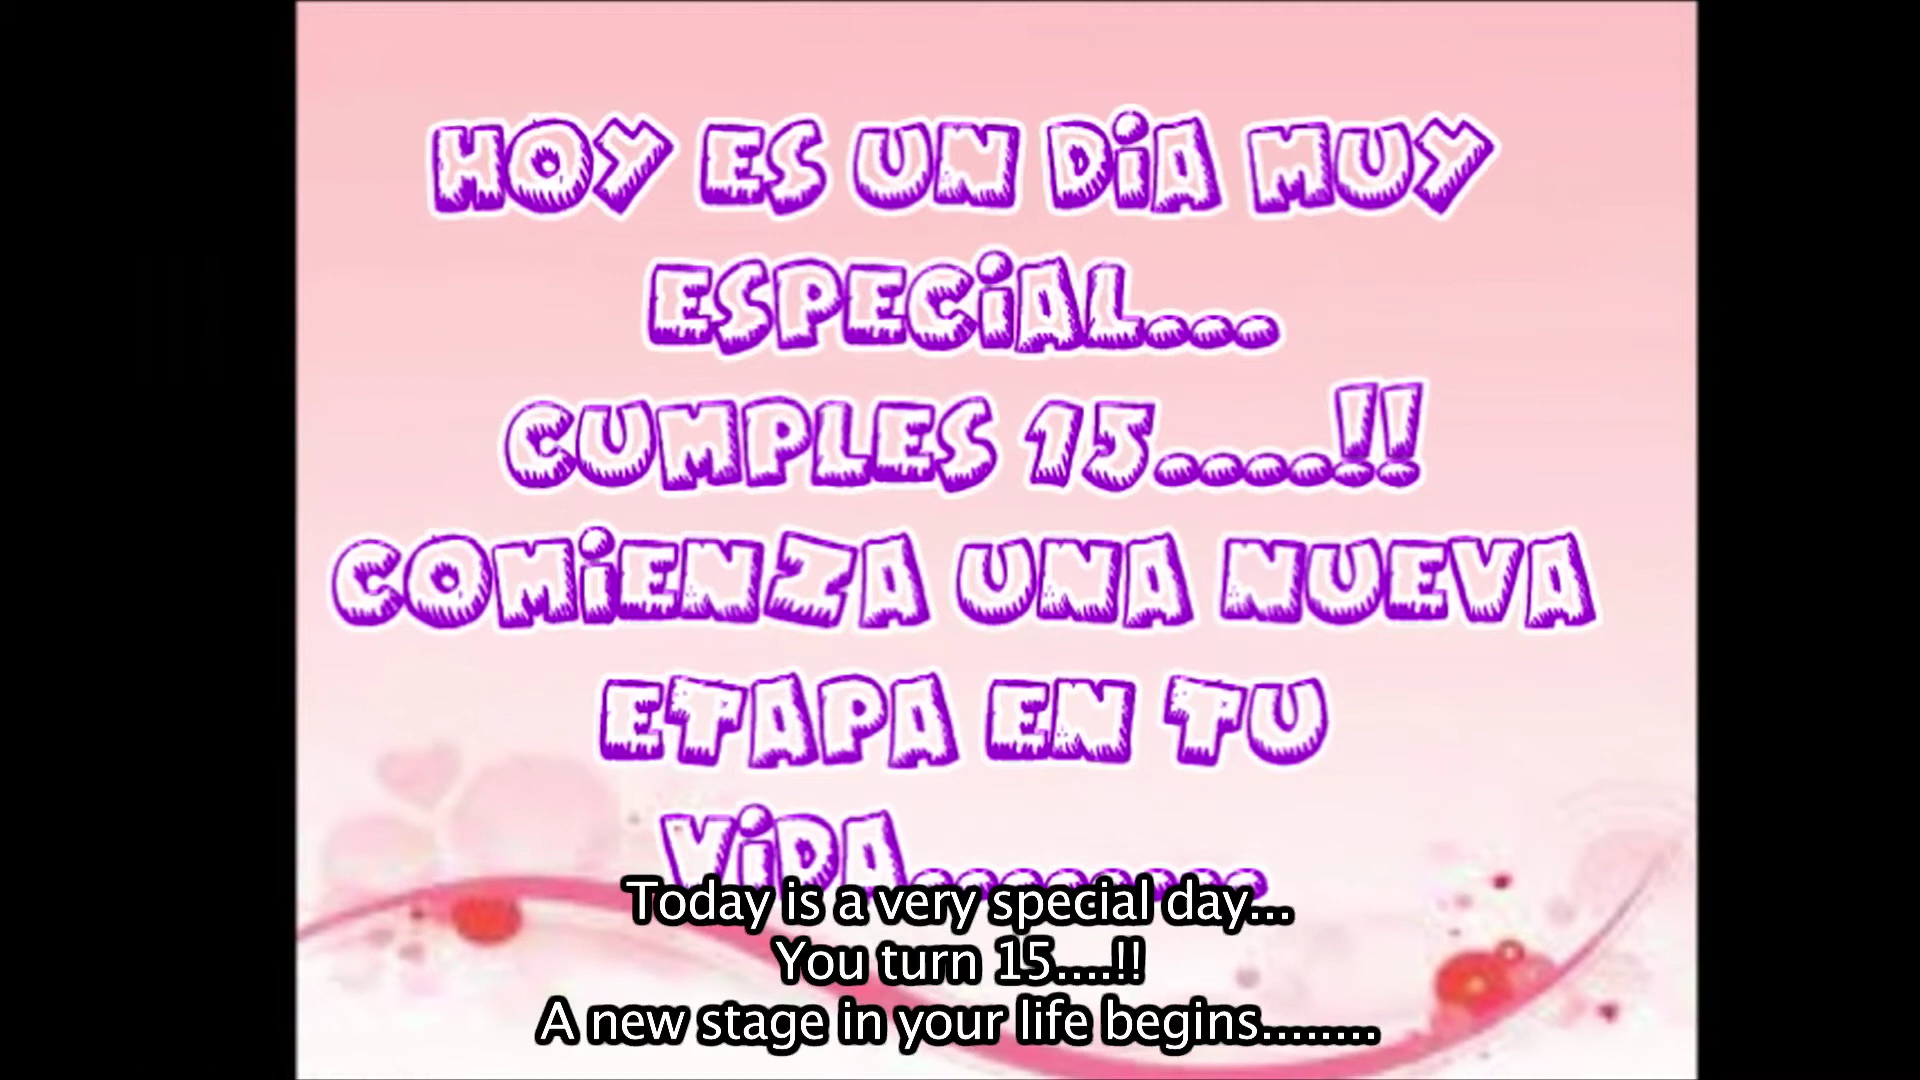 HOY ES UN DiA MUY
ESPECiAL...
CUMPLES 15.....!!
COMiENZA UNA NUEVA
ETAPA EN TU
ViDA.........
Today is a very special day...
You turn 15....!!
A new stage in your life begins........